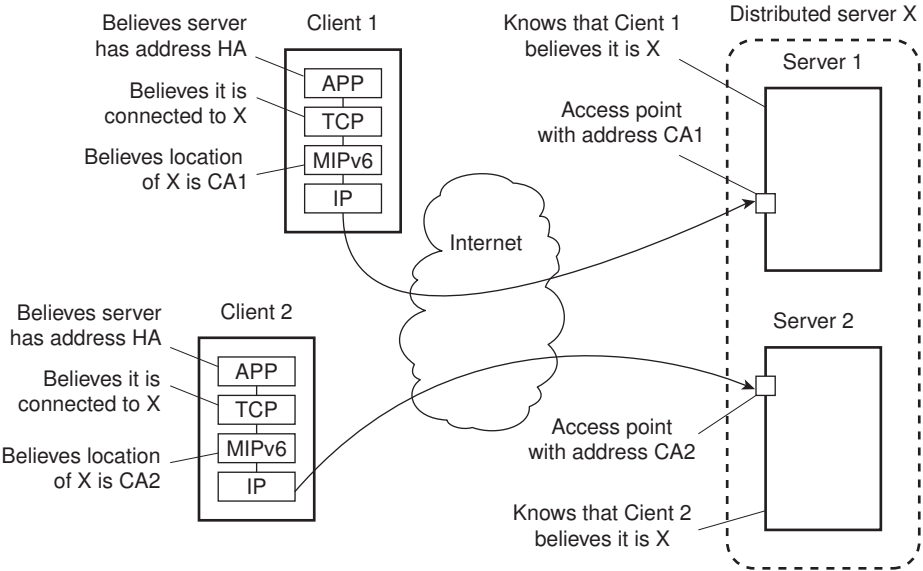 Believes server
has address HA
Client 1
APP
Believes it is
connected to X
TCP
Believes location
of X is CA1
MIPv6
IP
Knows that Cient 1
believes it is X
Distributed server X
Server 1
Access point
with address CA1
Internet
Believes server
has address HA
Client 2
APP
Believes it is
connected to X
TCP
Believes location
of X is CA2
MIPv6
IP
Server 2
Access point
with address CA2
Knows that Cient 2
believes it is X